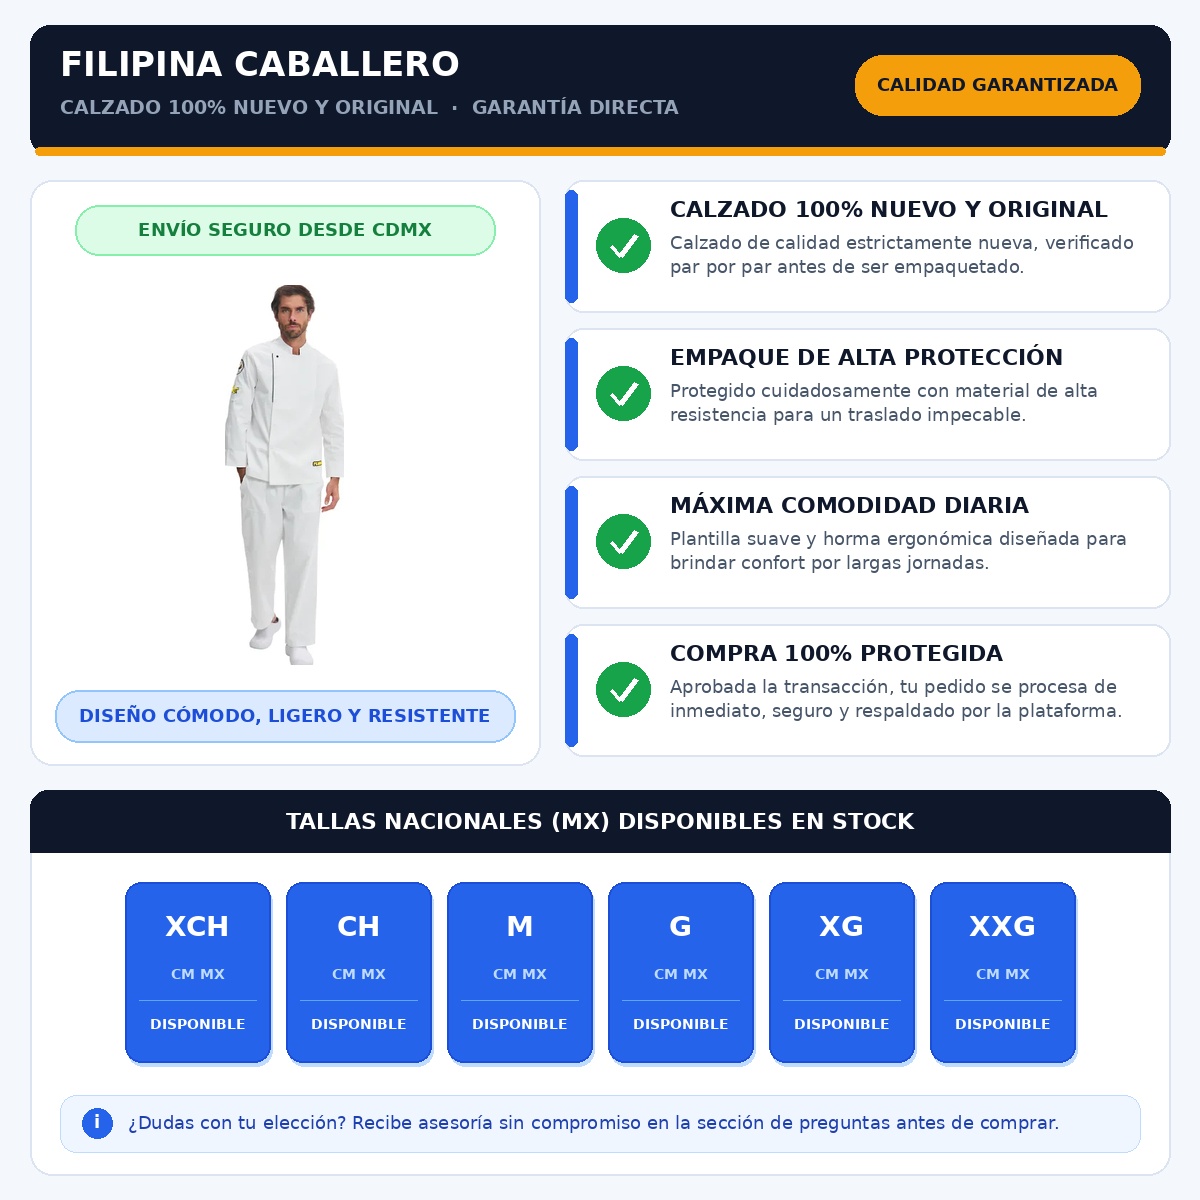 FILIPINA CABALLERO
CALZADO 100% NUEVO Y ORIGINAL · GARANTÍA DIRECTA
CALIDAD GARANTIZADA
ENVÍO SEGURO DESDE CDMX
DISEÑO CÓMODO, LIGERO Y RESISTENTE
CALZADO 100% NUEVO Y ORIGINAL
Calzado de calidad estrictamente nueva, verificado
par por par antes de ser empaquetado.
EMPAQUE DE ALTA PROTECCIÓN
Protegido cuidadosamente con material de alta
resistencia para un traslado impecable.
MÁXIMA COMODIDAD DIARIA
Plantilla suave y horma ergonómica diseñada para
brindar confort por largas jornadas.
COMPRA 100% PROTEGIDA
Aprobada la transacción, tu pedido se procesa de
inmediato, seguro y respaldado por la plataforma.
TALLAS NACIONALES (MX) DISPONIBLES EN STOCK
XCH
CM MX
DISPONIBLE
CH
CM MX
DISPONIBLE
M
CM MX
DISPONIBLE
G
CM MX
DISPONIBLE
XG
CM MX
DISPONIBLE
XXG
CM MX
DISPONIBLE
i ¿Dudas con tu elección? Recibe asesoría sin compromiso en la sección de preguntas antes de comprar.